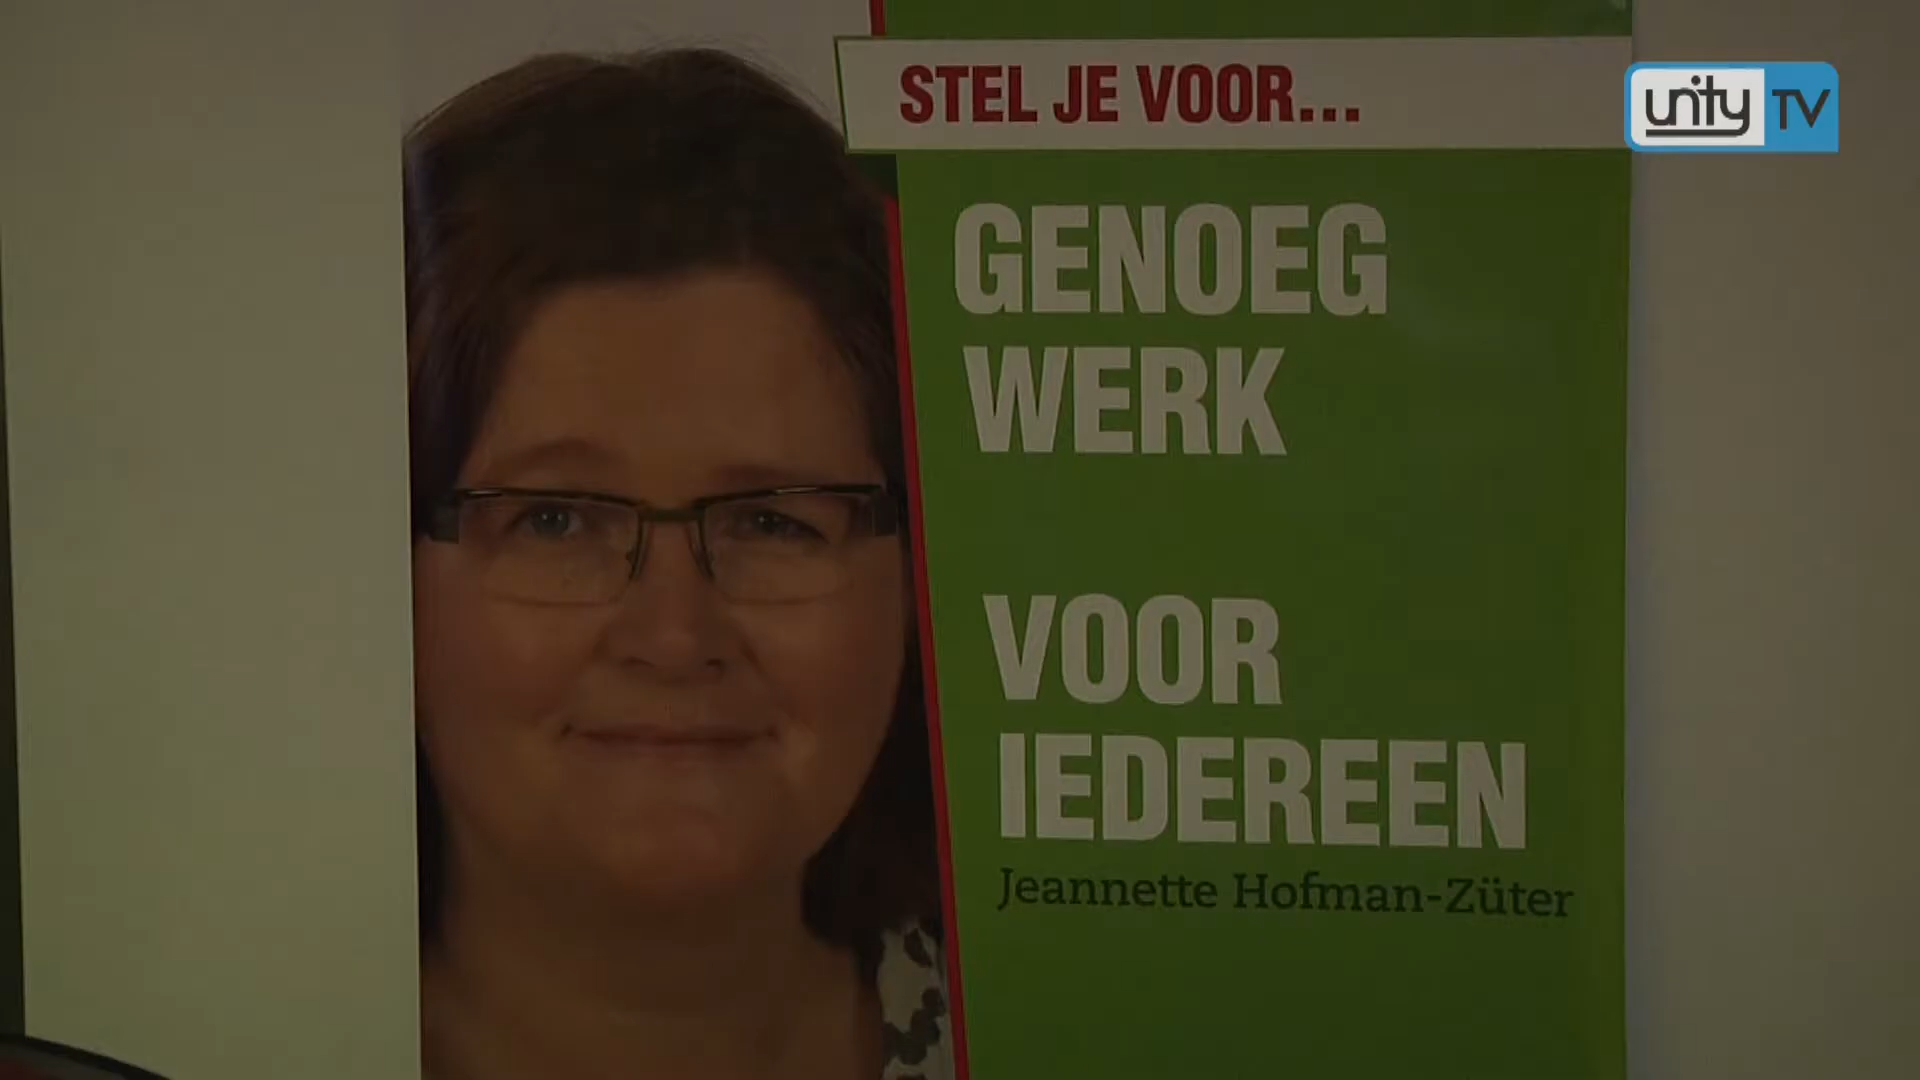 STEL JE VOOR...
unity TV
GENOEG
WERK
VOOR
IEDEREEN
Jeannette Hofman-Züter